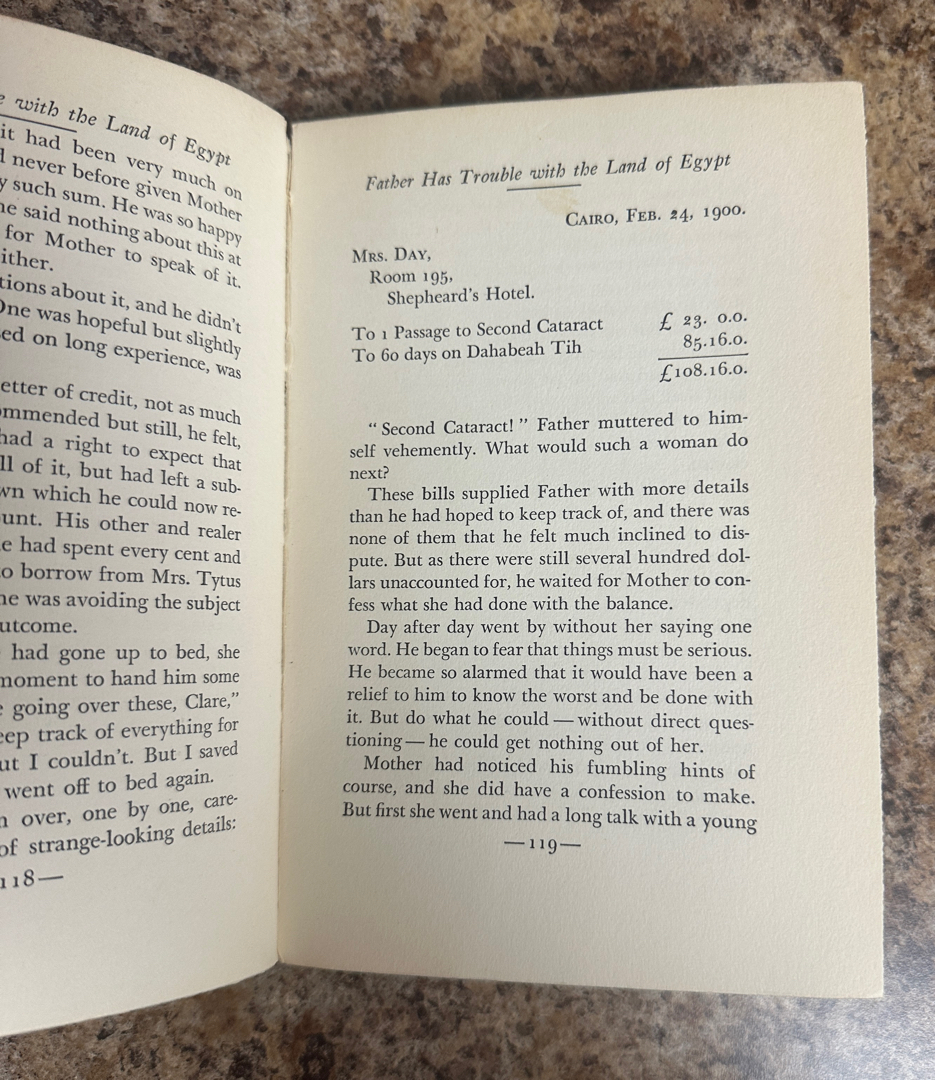 with the Land of Egypt
it had been very much on
never before given Mother
such sum. He was so happy
said nothing about this at
for Mother to speak of it.
ither.
tions about it, and he didn't
One was hopeful but slightly
ed on long experience, was
etter of credit, not as much
ommended but still, he felt,
had a right to expect that
ll of it, but had left a sub-
wn which he could now re-
unt. His other and realer
e had spent every cent and
o borrow from Mrs. Tytus
he was avoiding the subject
utcome.
had gone up to bed, she
moment to hand him some
going over these, Clare,"
eep track of everything for
ut I couldn't. But I saved
went off to bed again.
over, one by one, care-
of strange-looking details:
118—
Father Has Trouble with the Land of Egypt
CAIRO, FEB. 24, 1900.
MRS. DAY,
Room 195,
Shepheard's Hotel.
To 1 Passage to Second Cataract £ 23. 0.0.
To 60 days on Dahabeah Tih 85.16.0.
£108.16.0.
"Second Cataract!" Father muttered to him-
self vehemently. What would such a woman do
next?
These bills supplied Father with more details
than he had hoped to keep track of, and there was
none of them that he felt much inclined to dis-
pute. But as there were still several hundred dol-
lars unaccounted for, he waited for Mother to con-
fess what she had done with the balance.
Day after day went by without her saying one
word. He began to fear that things must be serious.
He became so alarmed that it would have been a
relief to him to know the worst and be done with
it. But do what he could — without direct ques-
tioning — he could get nothing out of her.
Mother had noticed his fumbling hints of
course, and she did have a confession to make.
But first she went and had a long talk with a young
—119—